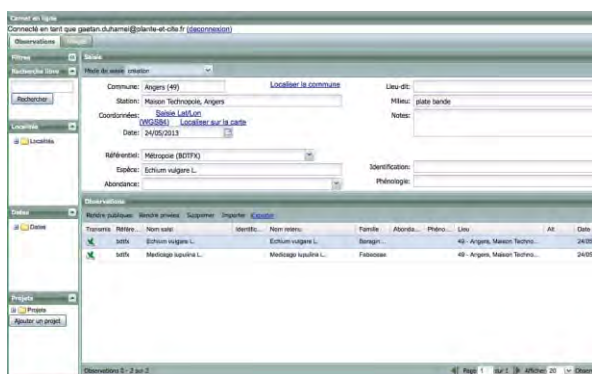 Carnet en ligne
Connecté en tant que gaetan.duhamel@plante-et-cite.fr (déconnexion)
Observations
Filtres
Recherche libre
Rechercher
Localités
Localités
Dates
Dates
Projets
Projets
Ajouter un projet
Saisie
Mode de saisie création
Commune: Angers (49) Localiser la commune
Station: Maison Technopole, Angers
Coordonnées: Saisie Lat/Lon
(WGS84) Localiser sur la carte
Date: 24/05/2013
Référentiel: Métropole (BDTFX)
Espèce: Echium vulgare L.
Abondance:
Lieu-dit:
Milieu: plate bande
Notes:
Identification:
Phénologie:
Observations
Rendre publiques Rendre privées Supprimer Importer Exporter
Transmis Référe... Nom saisi Identific... Nom retenu Famille Abonda... Phéno... Lieu Alt Date
bdtfx Echium vulgare L. Echium vulgare L. Boragin... 49 - Angers, Maison Techno... 24/05
bdtfx Medicago lupulina L. Medicago lupulina L. Fabaceae 49 - Angers, Maison Techno... 24/05
Observations 0 - 2 sur 2 Page 1 sur 1 Afficher 20 Observ